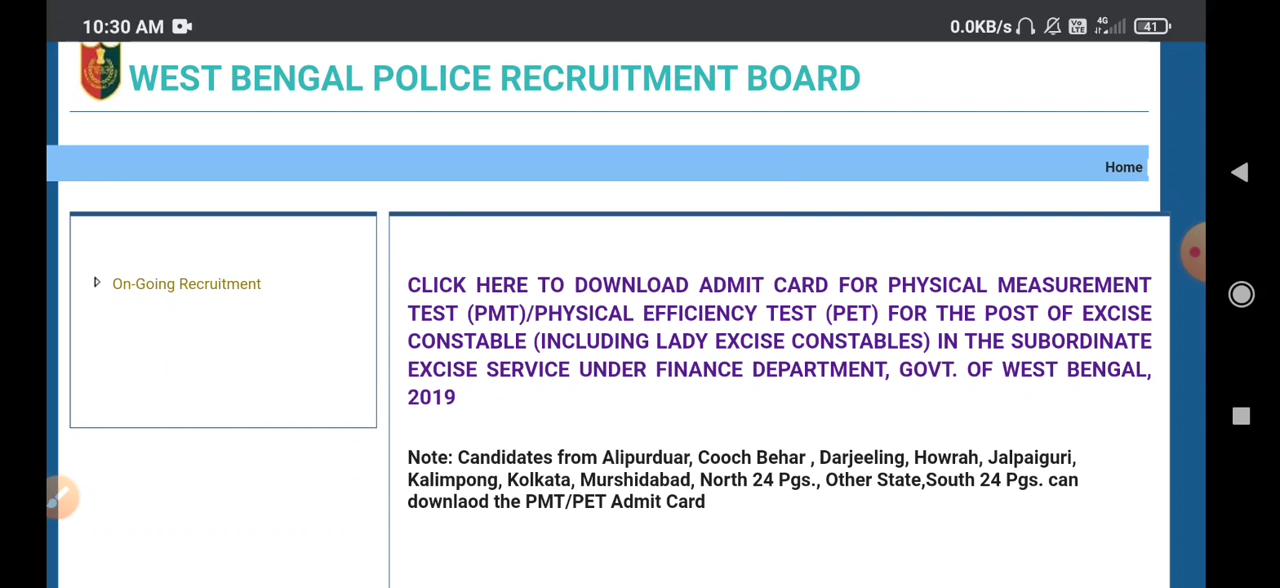 10:30 AM
0.0KB/s Vo LTE 4G 41
WEST BENGAL POLICE RECRUITMENT BOARD
Home
On-Going Recruitment
CLICK HERE TO DOWNLOAD ADMIT CARD FOR PHYSICAL MEASUREMENT
TEST (PMT)/PHYSICAL EFFICIENCY TEST (PET) FOR THE POST OF EXCISE
CONSTABLE (INCLUDING LADY EXCISE CONSTABLES) IN THE SUBORDINATE
EXCISE SERVICE UNDER FINANCE DEPARTMENT, GOVT. OF WEST BENGAL,
2019
Note: Candidates from Alipurduar, Cooch Behar , Darjeeling, Howrah, Jalpaiguri,
Kalimpong, Kolkata, Murshidabad, North 24 Pgs., Other State,South 24 Pgs. can
downlaod the PMT/PET Admit Card